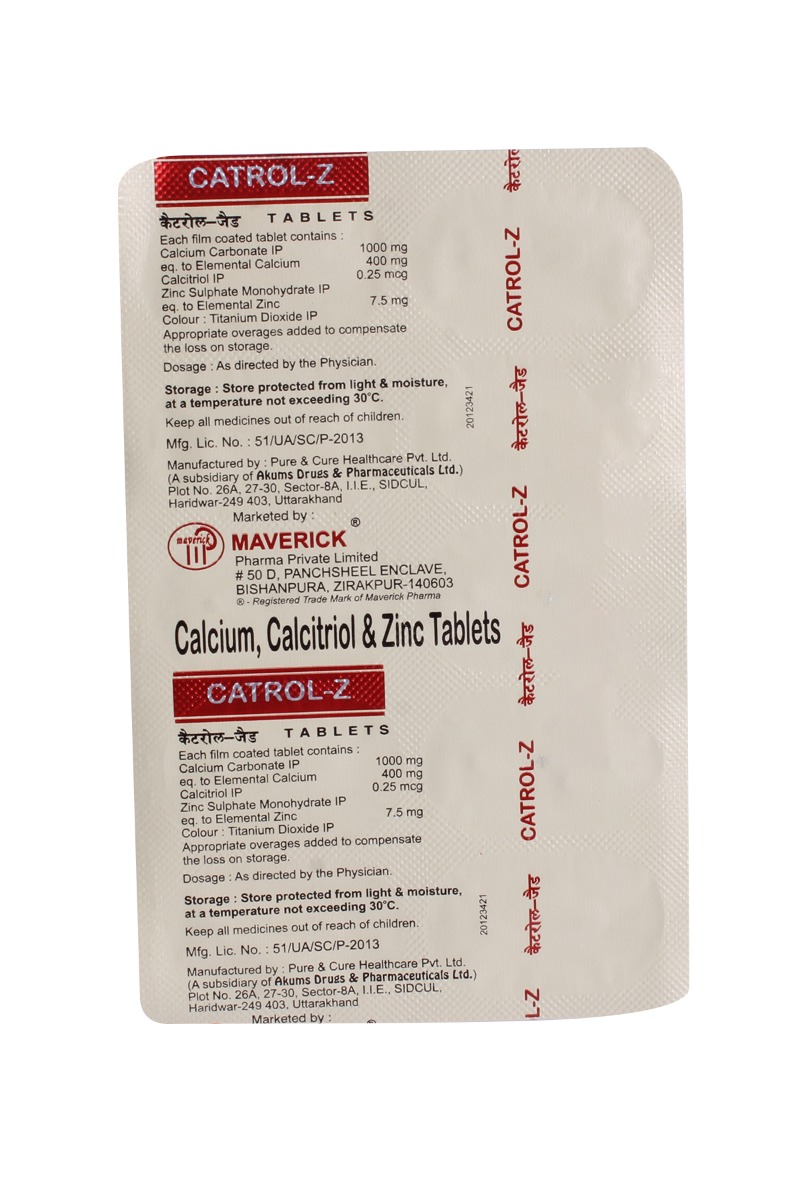 CATROL-Z
कैटरोल–जैड TABLETS
Each film coated tablet contains :
Calcium Carbonate IP 1000 mg
eq. to Elemental Calcium 400 mg
Calcitriol IP 0.25 mcg
Zinc Sulphate Monohydrate IP
eq. to Elemental Zinc 7.5 mg
Colour : Titanium Dioxide IP
Appropriate overages added to compensate
the loss on storage.
Dosage : As directed by the Physician.
Storage : Store protected from light & moisture,
at a temperature not exceeding 30°C.
Keep all medicines out of reach of children.
Mfg. Lic. No. : 51/UA/SC/P-2013
Manufactured by : Pure & Cure Healthcare Pvt. Ltd.
(A subsidiary of Akums Drugs & Pharmaceuticals Ltd.)
Plot No. 26A, 27-30, Sector-8A, I.I.E., SIDCUL,
Haridwar-249 403, Uttarakhand
Marketed by :
maverick
MAVERICK ®
Pharma Private Limited
# 50 D, PANCHSHEEL ENCLAVE,
BISHANPURA, ZIRAKPUR-140603
® - Registered Trade Mark of Maverick Pharma
20123421
Calcium, Calcitriol & Zinc Tablets
CATROL-Z
कैटरोल–जैड TABLETS
Each film coated tablet contains :
Calcium Carbonate IP 1000 mg
eq. to Elemental Calcium 400 mg
Calcitriol IP 0.25 mcg
Zinc Sulphate Monohydrate IP
eq. to Elemental Zinc 7.5 mg
Colour : Titanium Dioxide IP
Appropriate overages added to compensate
the loss on storage.
Dosage : As directed by the Physician.
Storage : Store protected from light & moisture,
at a temperature not exceeding 30°C.
Keep all medicines out of reach of children.
Mfg. Lic. No. : 51/UA/SC/P-2013
Manufactured by : Pure & Cure Healthcare Pvt. Ltd.
(A subsidiary of Akums Drugs & Pharmaceuticals Ltd.)
Plot No. 26A, 27-30, Sector-8A, I.I.E., SIDCUL,
Haridwar-249 403, Uttarakhand
Marketed by : ®
20123421
कैटरोल
CATROL-Z
कैटरोल–जैड
CATROL-Z
कैटरोल–जैड
CATROL-Z
कैटरोल–जैड
L-Z